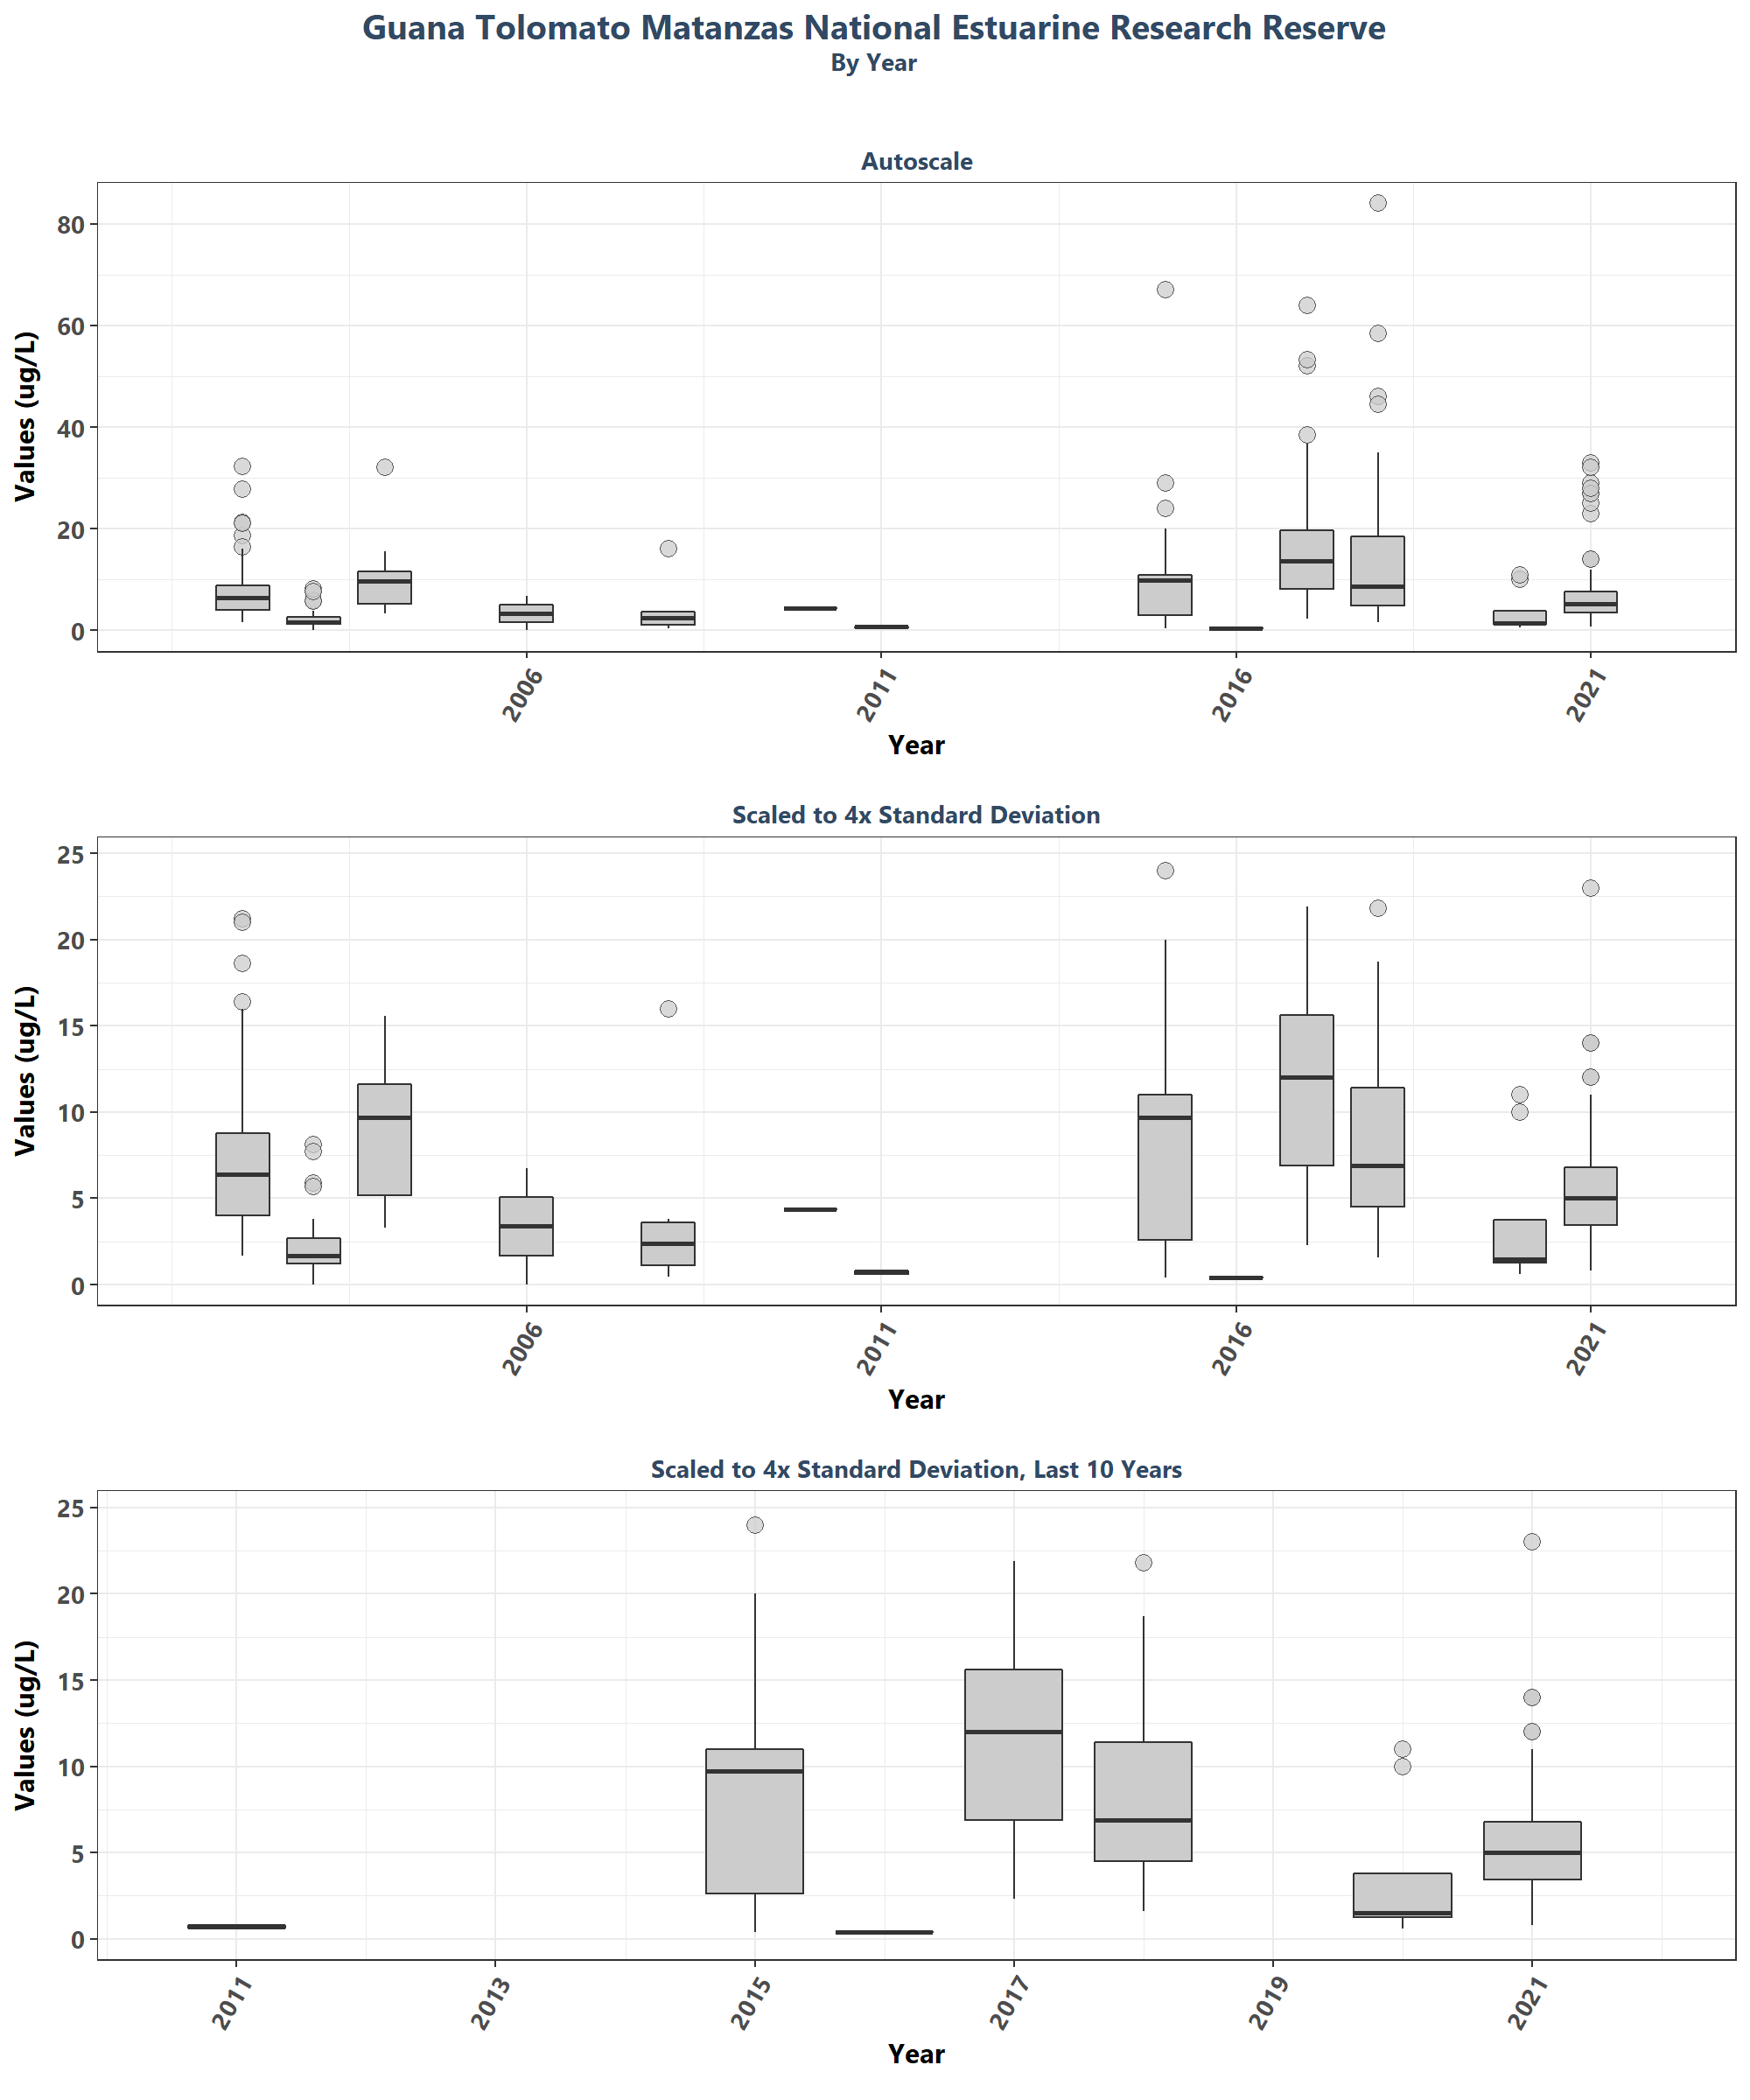 Guana Tolomato Matanzas National Estuarine Research Reserve
By Year
Autoscale
Values (ug/L)
80
60
40
20
0
2006 2011 2016 2021
Year
Scaled to 4x Standard Deviation
Values (ug/L)
25
20
15
10
5
0
2006 2011 2016 2021
Year
Scaled to 4x Standard Deviation, Last 10 Years
Values (ug/L)
25
20
15
10
5
0
2011 2013 2015 2017 2019 2021
Year